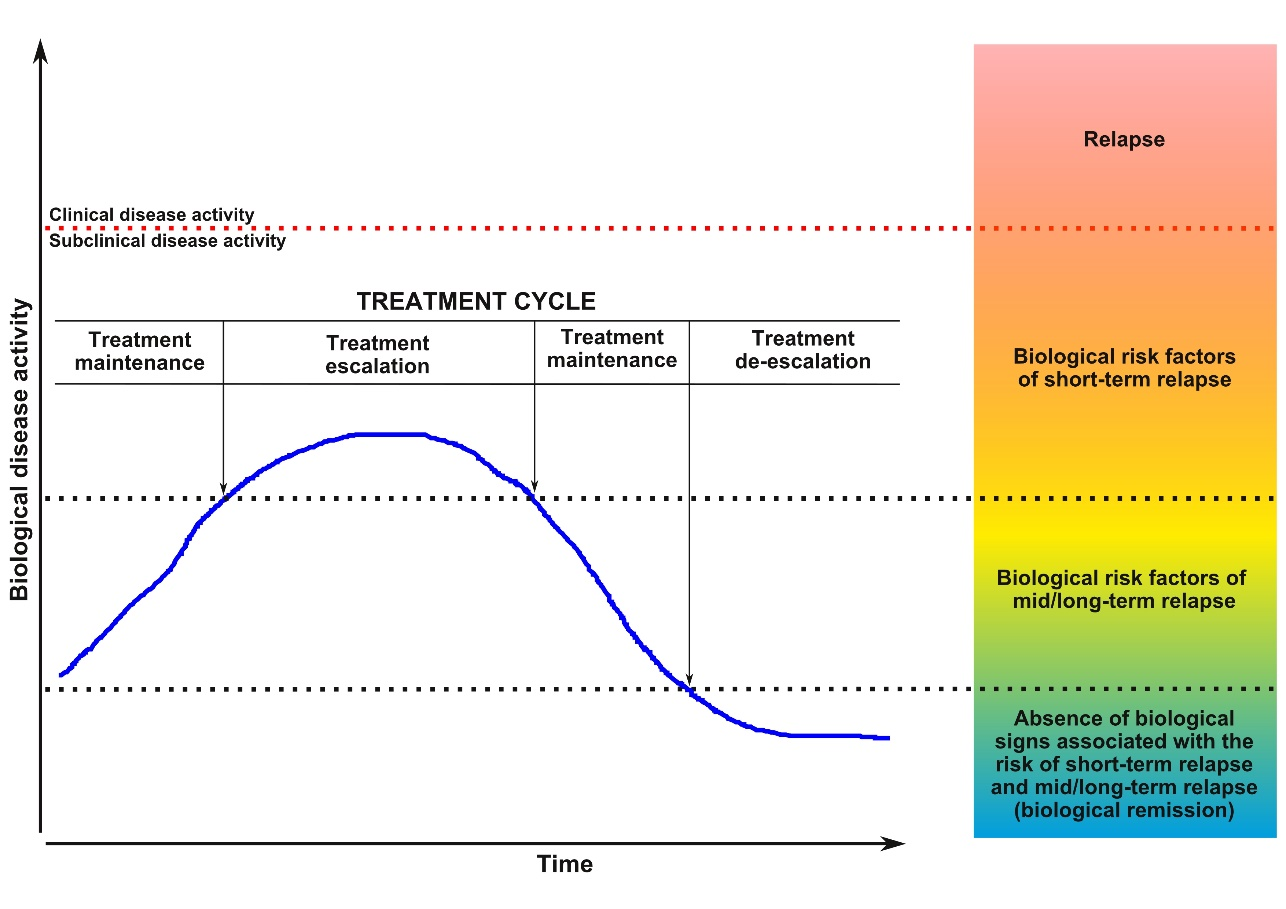 Clinical disease activity
Subclinical disease activity
Relapse
TREATMENT CYCLE
Treatment
maintenance
Treatment
escalation
Treatment
maintenance
Treatment
de-escalation
Biological disease activity
Time
Biological risk factors
of short-term relapse
Biological risk factors of
mid/long-term relapse
Absence of biological
signs associated with the
risk of short-term relapse
and mid/long-term relapse
(biological remission)